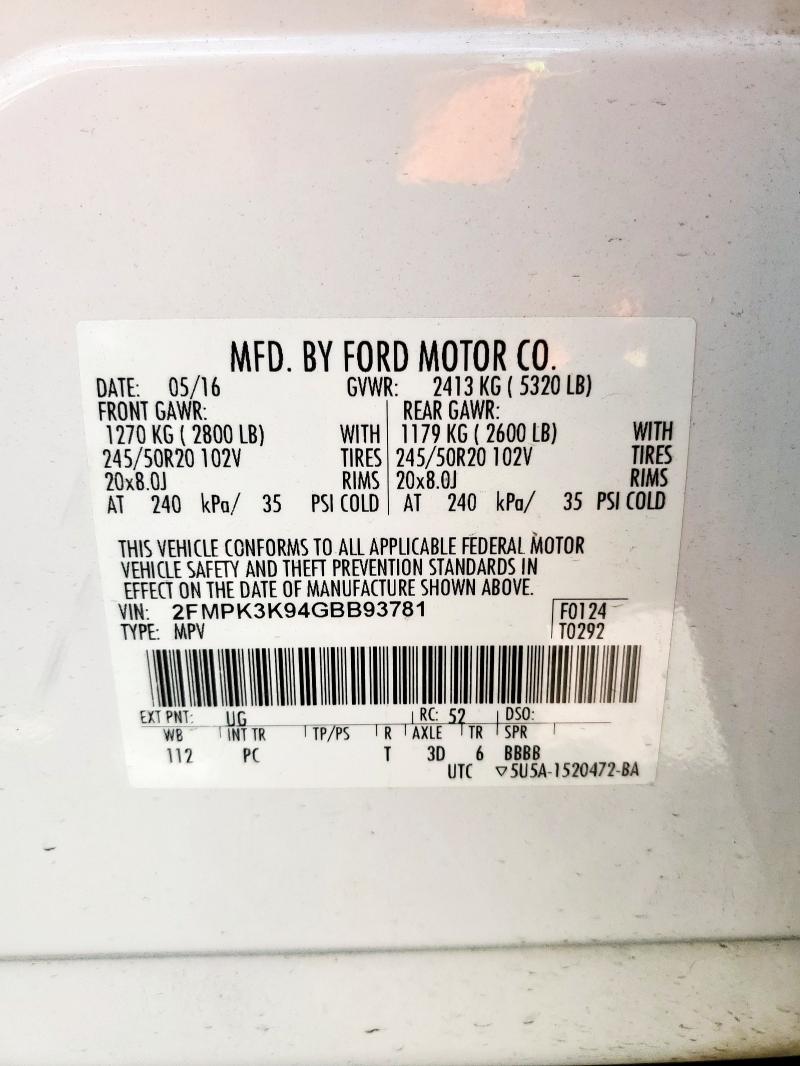 MFD. BY FORD MOTOR CO.
DATE: 05/16 GVWR: 2413 KG ( 5320 LB)
FRONT GAWR: REAR GAWR:
1270 KG ( 2800 LB) WITH 1179 KG ( 2600 LB) WITH
245/50R20 102V TIRES 245/50R20 102V TIRES
20x8.0J RIMS 20x8.0J RIMS
AT 240 kPa/ 35 PSI COLD AT 240 kPa/ 35 PSI COLD
THIS VEHICLE CONFORMS TO ALL APPLICABLE FEDERAL MOTOR
VEHICLE SAFETY AND THEFT PREVENTION STANDARDS IN
EFFECT ON THE DATE OF MANUFACTURE SHOWN ABOVE.
VIN: 2FMPK3K94GBB93781 F0124
TYPE: MPV T0292
EXT PNT: UG RC: 52 DSO:
WB INT TR TP/PS R AXLE TR SPR
112 PC T 3D 6 BBBB
UTC ▽5U5A-1520472-BA